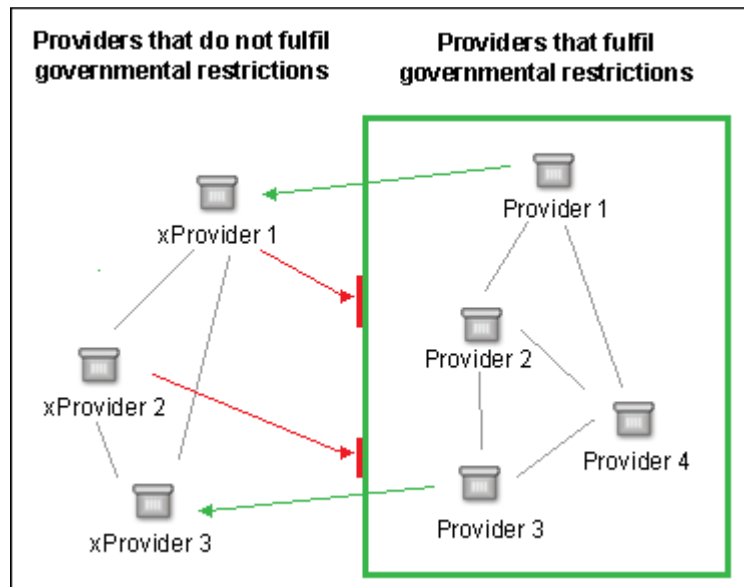 Providers that do not fulfil
governmental restrictions
Providers that fulfil
governmental restrictions
xProvider 1
Provider 1
Provider 2
xProvider 2
Provider 4
Provider 3
xProvider 3